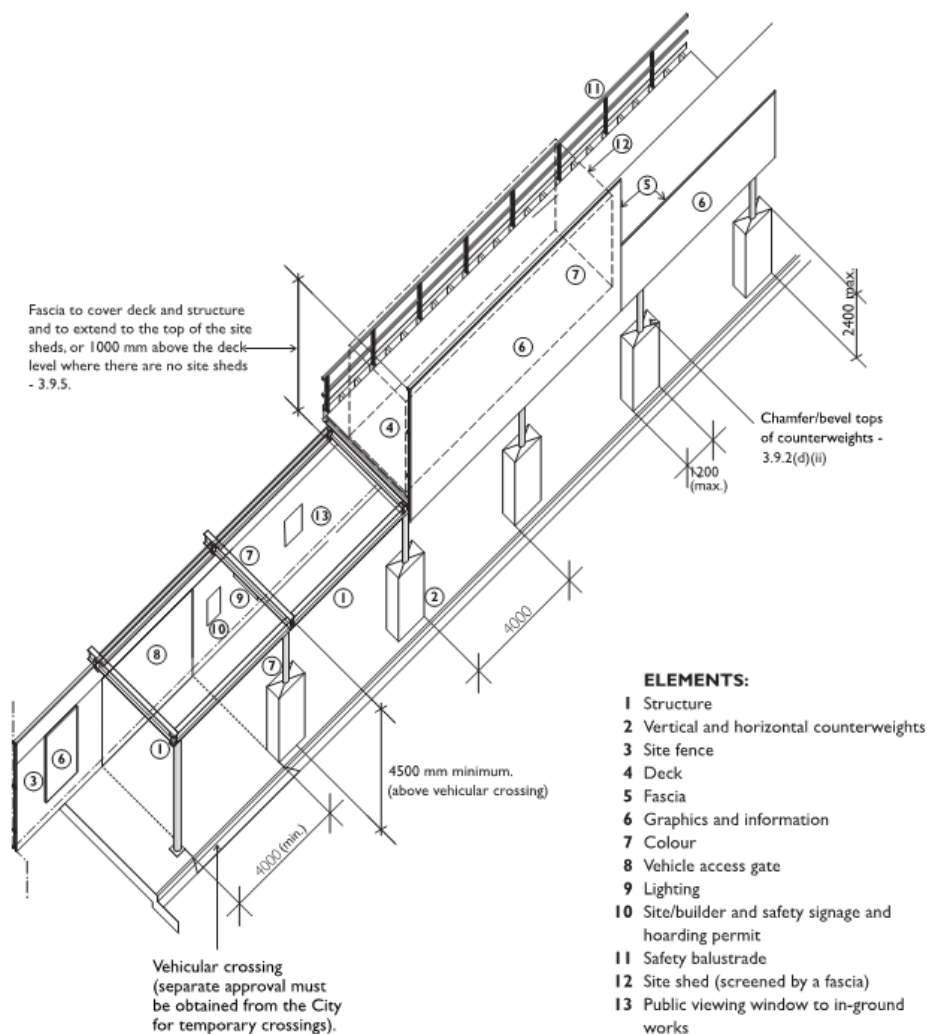 11
12
5
6
7
6
2400 max.
Fascia to cover deck and structure
and to extend to the top of the site
sheds, or 1000 mm above the deck
level where there are no site sheds
- 3.9.5.
4
Chamfer/bevel tops
of counterweights -
3.9.2(d)(ii)
1200
(max.)
13
7
9
1
2
10
4000
8
7
1
6
3
4500 mm minimum.
(above vehicular crossing)
4000 (min.)
Vehicular crossing
(separate approval must
be obtained from the City
for temporary crossings).
ELEMENTS:
1 Structure
2 Vertical and horizontal counterweights
3 Site fence
4 Deck
5 Fascia
6 Graphics and information
7 Colour
8 Vehicle access gate
9 Lighting
10 Site/builder and safety signage and
hoarding permit
11 Safety balustrade
12 Site shed (screened by a fascia)
13 Public viewing window to in-ground
works